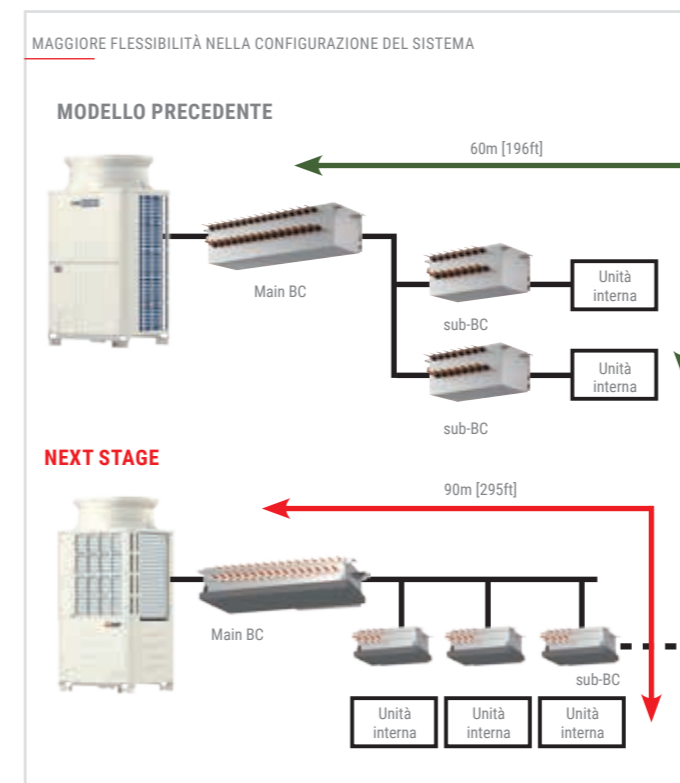 MAGGIORE FLESSIBILITÀ NELLA CONFIGURAZIONE DEL SISTEMA
MODELLO PRECEDENTE
60m [196ft]
Main BC
sub-BC
Unità
interna
sub-BC
Unità
interna
NEXT STAGE
90m [295ft]
Main BC
sub-BC
Unità
interna
Unità
interna
Unità
interna